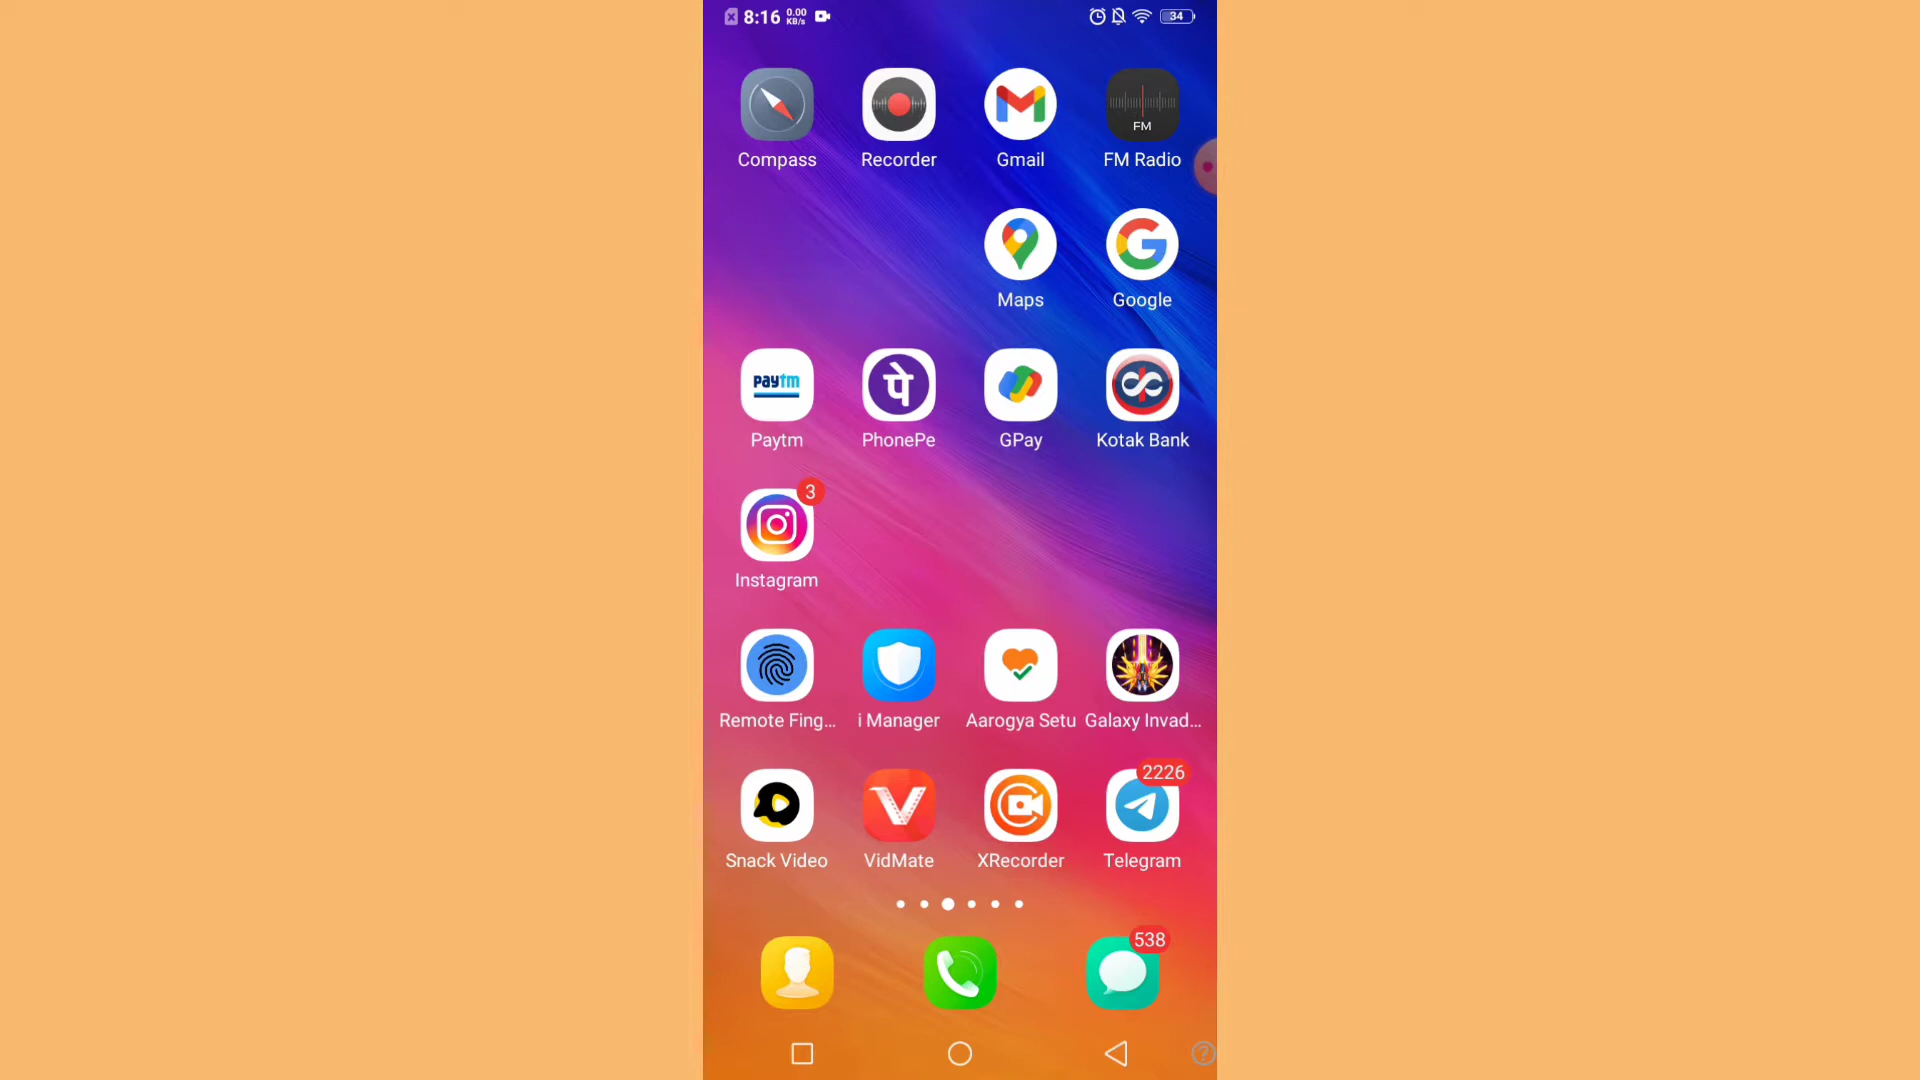 8:16 0.00 KB/s 34
Compass Recorder Gmail FM Radio
FM
Maps Google
paytm पे
Paytm PhonePe GPay Kotak Bank
3
Instagram
Remote Fing... i Manager Aarogya Setu Galaxy Invad...
2226
Snack Video VidMate XRecorder Telegram
538
?